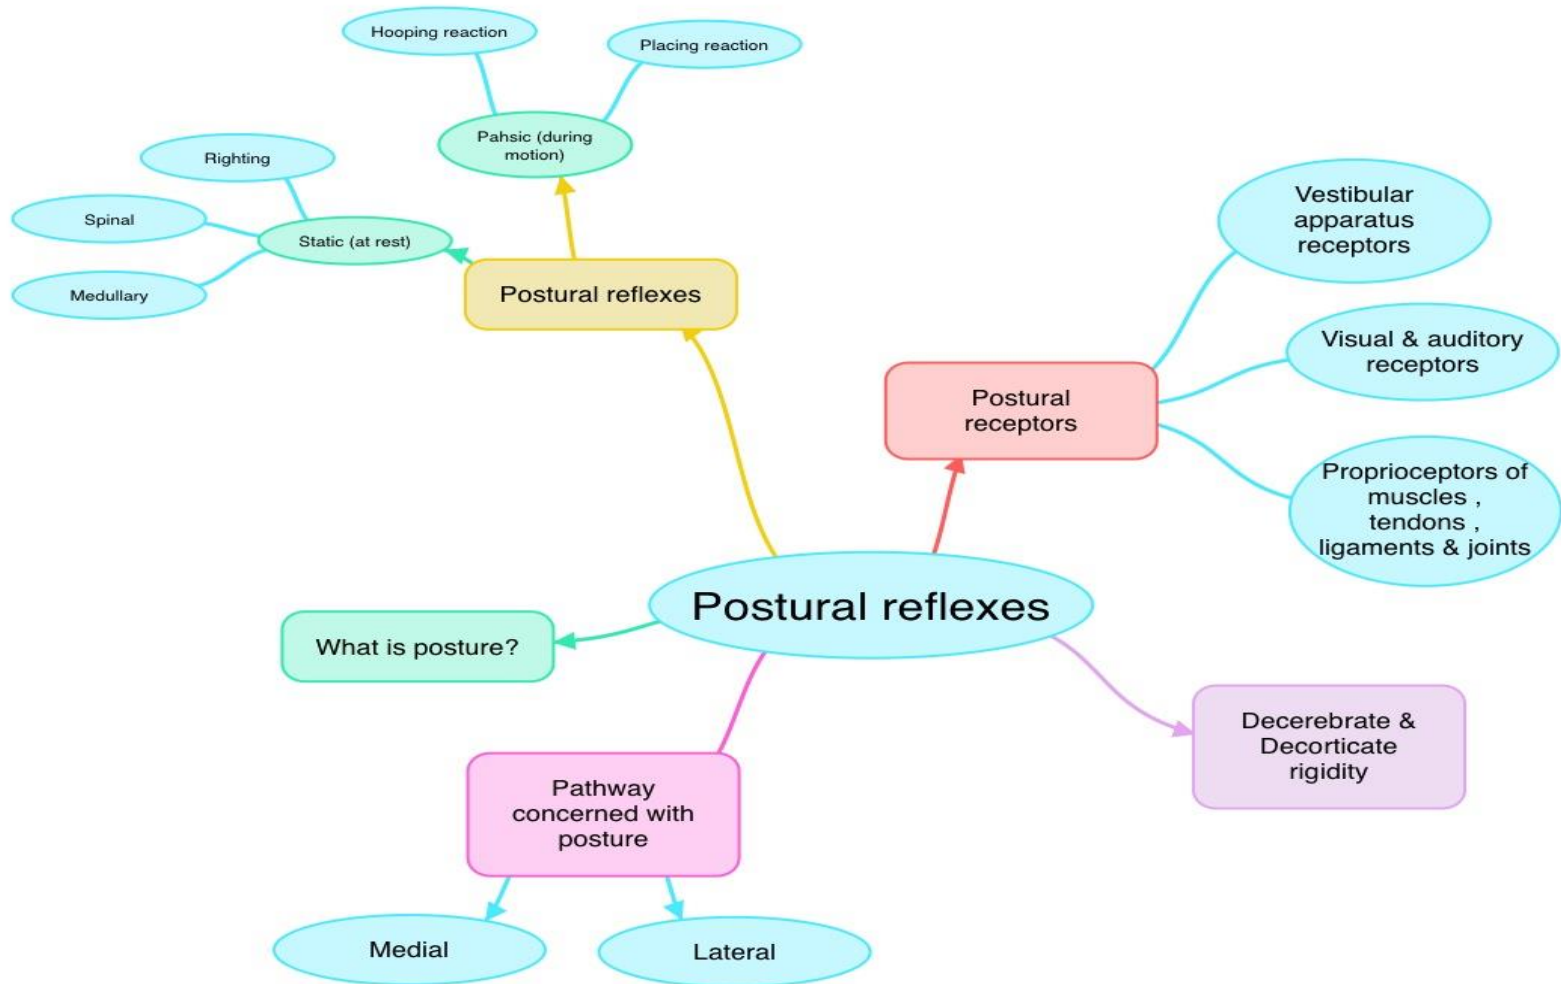 Hooping reaction
Placing reaction
Pahsic (during
motion)
Righting
Spinal
Static (at rest)
Medullary
Postural reflexes
Vestibular
apparatus
receptors
Visual & auditory
receptors
Postural
receptors
Proprioceptors of
muscles ,
tendons ,
ligaments & joints
Postural reflexes
What is posture?
Decerebrate &
Decorticate
rigidity
Pathway
concerned with
posture
Medial
Lateral